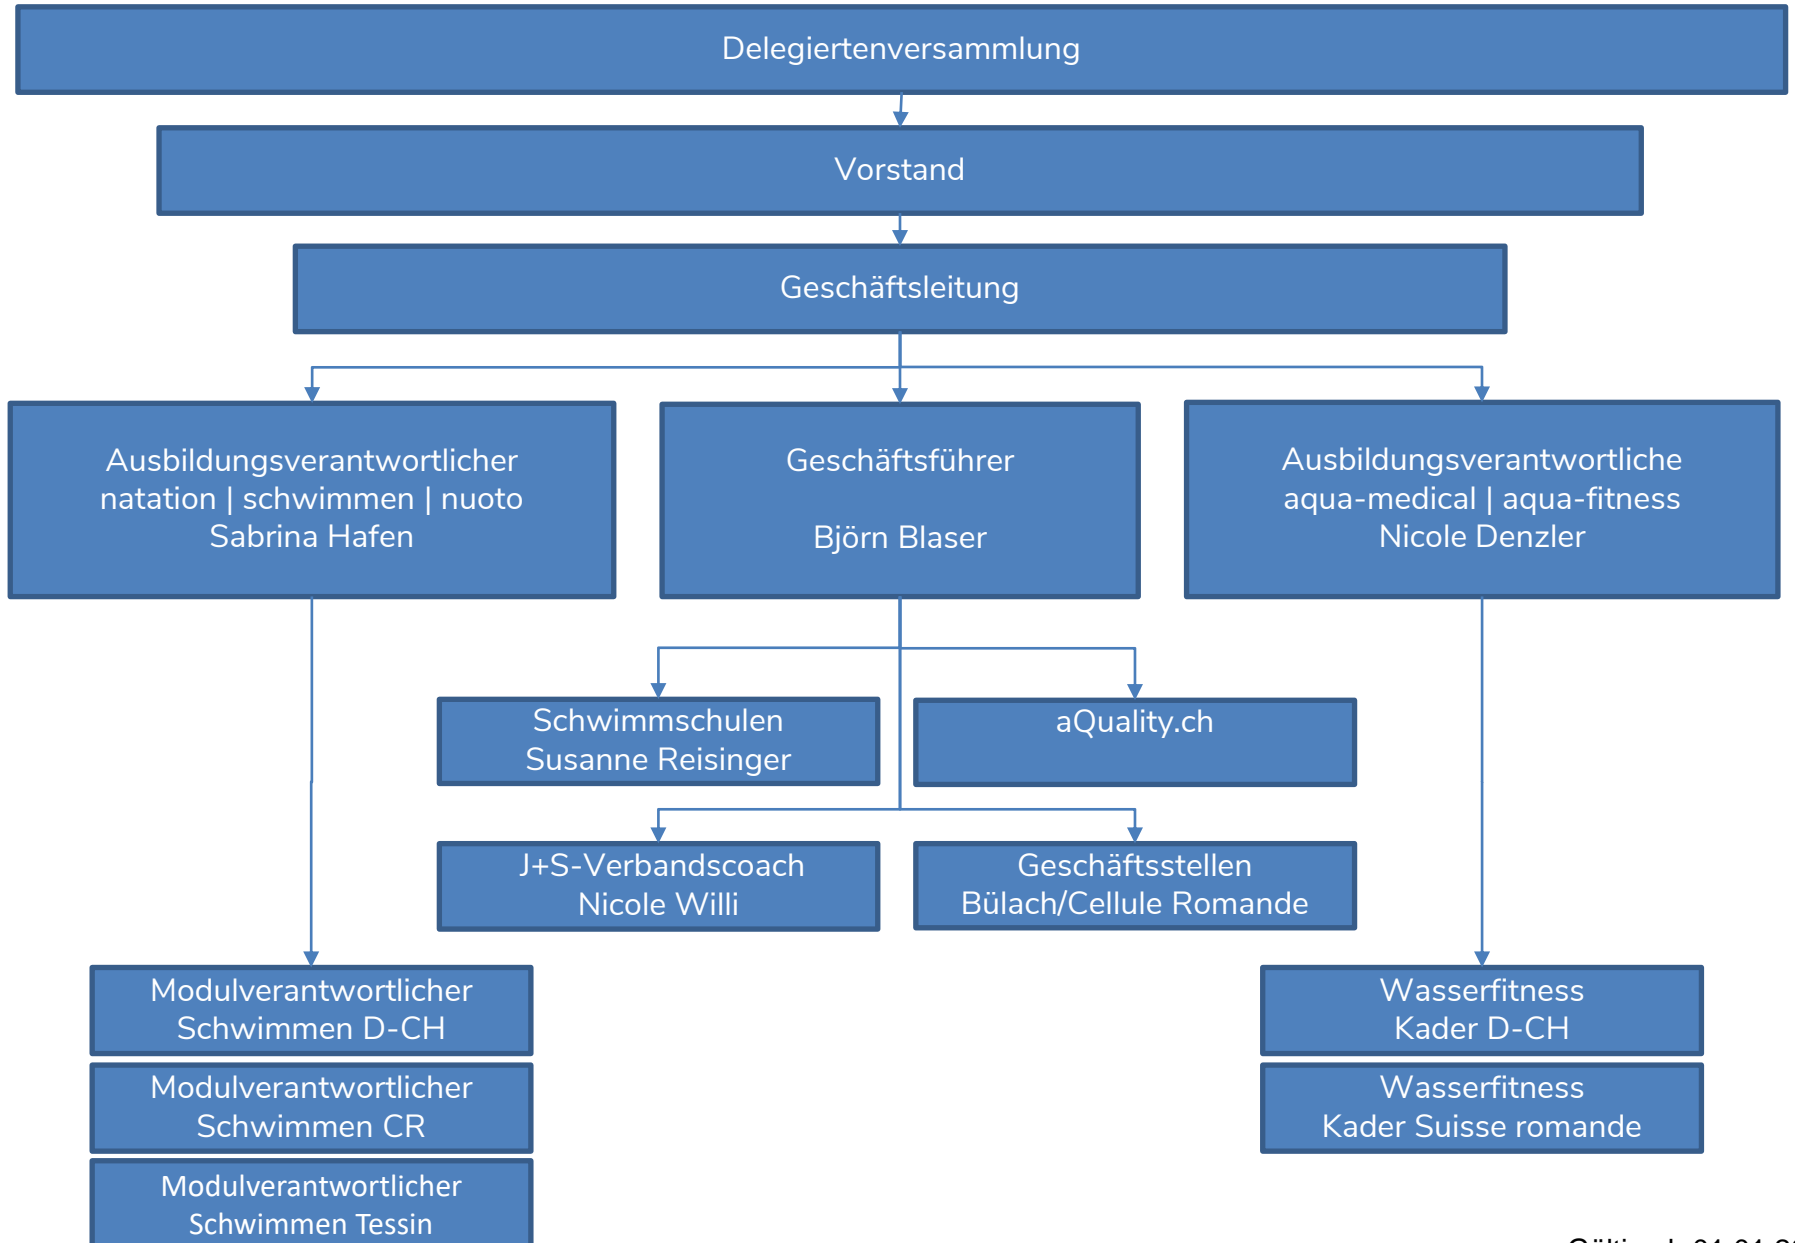 Delegiertenversammlung
Vorstand
Geschäftsleitung
Ausbildungsverantwortlicher
natation | schwimmen | nuoto
Sabrina Hafen
Geschäftsführer
Björn Blaser
Ausbildungsverantwortliche
aqua-medical | aqua-fitness
Nicole Denzler
Schwimmschulen
Susanne Reisinger
aQuality.ch
J+S-Verbandscoach
Nicole Willi
Geschäftsstellen
Bülach/Cellule Romande
Modulverantwortlicher
Schwimmen D-CH
Modulverantwortlicher
Schwimmen CR
Modulverantwortlicher
Schwimmen Tessin
Wasserfitness
Kader D-CH
Wasserfitness
Kader Suisse romande